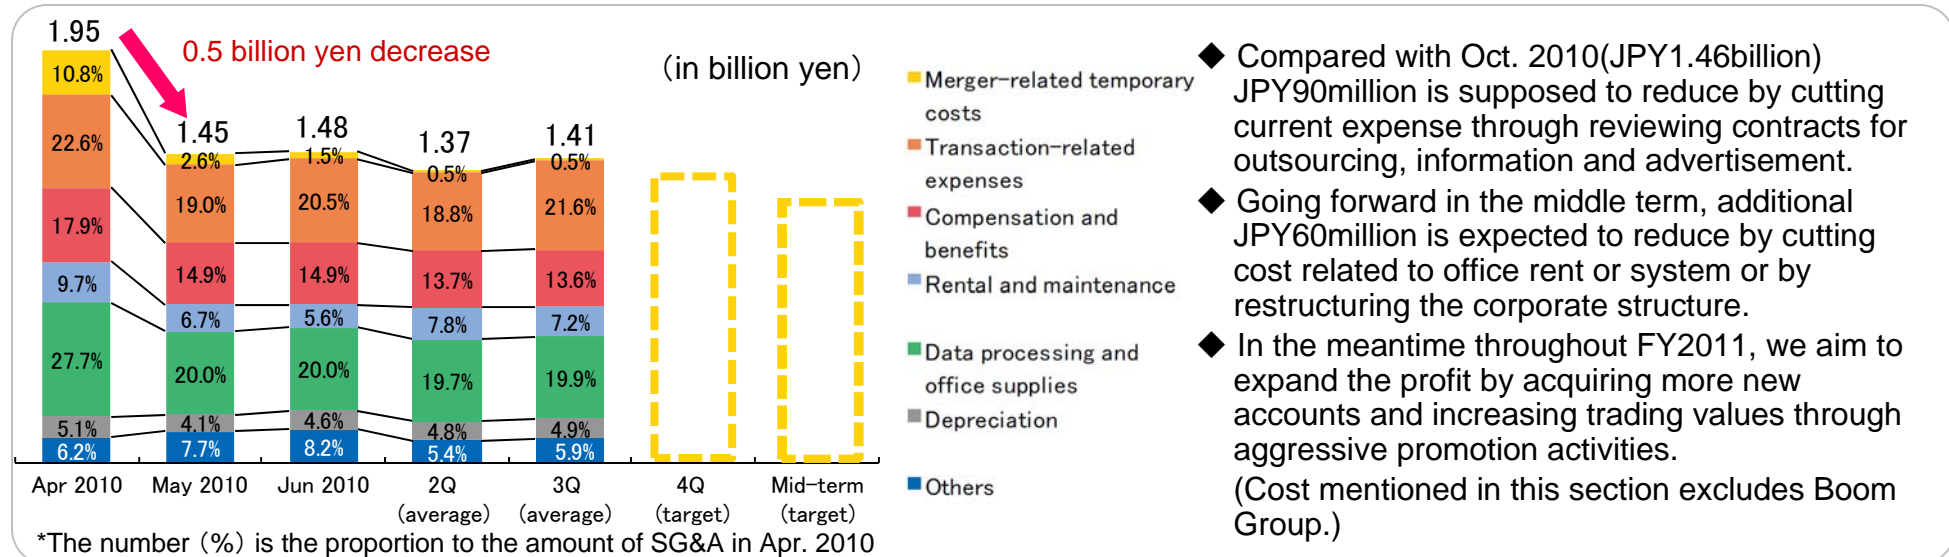 1.95
0.5 billion yen decrease
(in billion yen)
1.45
1.48
1.37
1.41
10.8%
22.6%
17.9%
9.7%
27.7%
5.1%
6.2%
2.6%
19.0%
14.9%
6.7%
20.0%
4.1%
7.7%
1.5%
20.5%
14.9%
5.6%
20.0%
4.6%
8.2%
0.5%
18.8%
13.7%
7.8%
19.7%
4.8%
5.4%
0.5%
21.6%
13.6%
7.2%
19.9%
4.9%
5.9%
Apr 2010
May 2010
Jun 2010
2Q
(average)
3Q
(average)
4Q
(target)
Mid-term
(target)
*The number (%) is the proportion to the amount of SG&A in Apr. 2010
Merger-related temporary
costs
Transaction-related
expenses
Compensation and
benefits
Rental and maintenance
Data processing and
office supplies
Depreciation
Others
◆ Compared with Oct. 2010(JPY1.46billion)
JPY90million is supposed to reduce by cutting
current expense through reviewing contracts for
outsourcing, information and advertisement.
◆ Going forward in the middle term, additional
JPY60million is expected to reduce by cutting
cost related to office rent or system or by
restructuring the corporate structure.
◆ In the meantime throughout FY2011, we aim to
expand the profit by acquiring more new
accounts and increasing trading values through
aggressive promotion activities.
(Cost mentioned in this section excludes Boom
Group.)